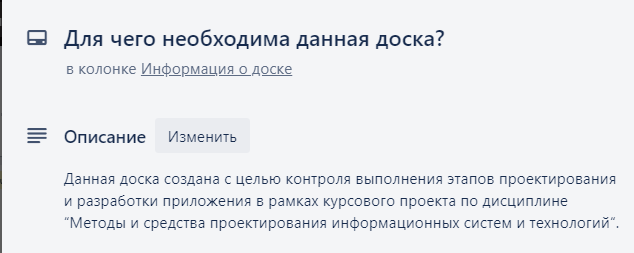 Для чего необходима данная доска?
в колонке Информация о доске
Описание Изменить
Данная доска создана с целью контроля выполнения этапов проектирования
и разработки приложения в рамках курсового проекта по дисциплине
“Методы и средства проектирования информационных систем и технологий”.